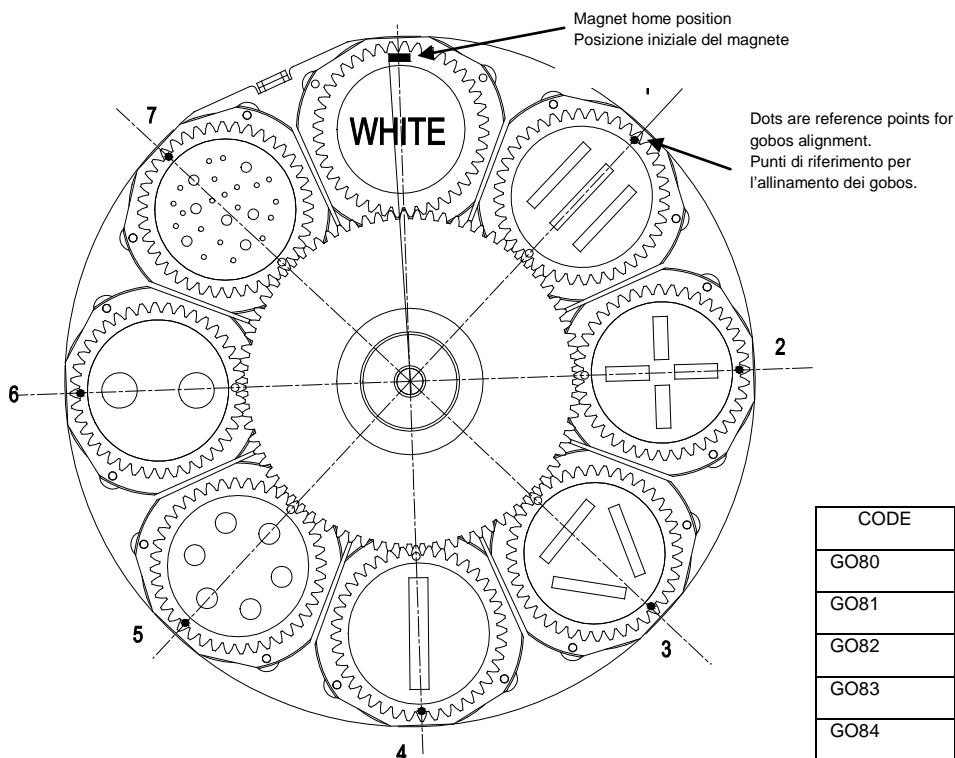 Magnet home position
Posizione iniziale del magnete
Dots are reference points for
gobos alignment.
Punti di riferimento per
l’allinamento dei gobos.
WHITE
7
2
6
5
3
4
CODE
GO80
GO81
GO82
GO83
GO84